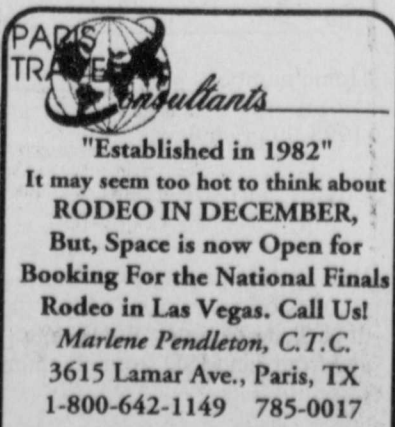 PARIS
TRAVEL
Consultants
"Established in 1982"
It may seem too hot to think about
RODEO IN DECEMBER,
But, Space is now Open for
Booking For the National Finals
Rodeo in Las Vegas. Call Us!
Marlene Pendleton, C.T.C.
3615 Lamar Ave., Paris, TX
1-800-642-1149 785-0017